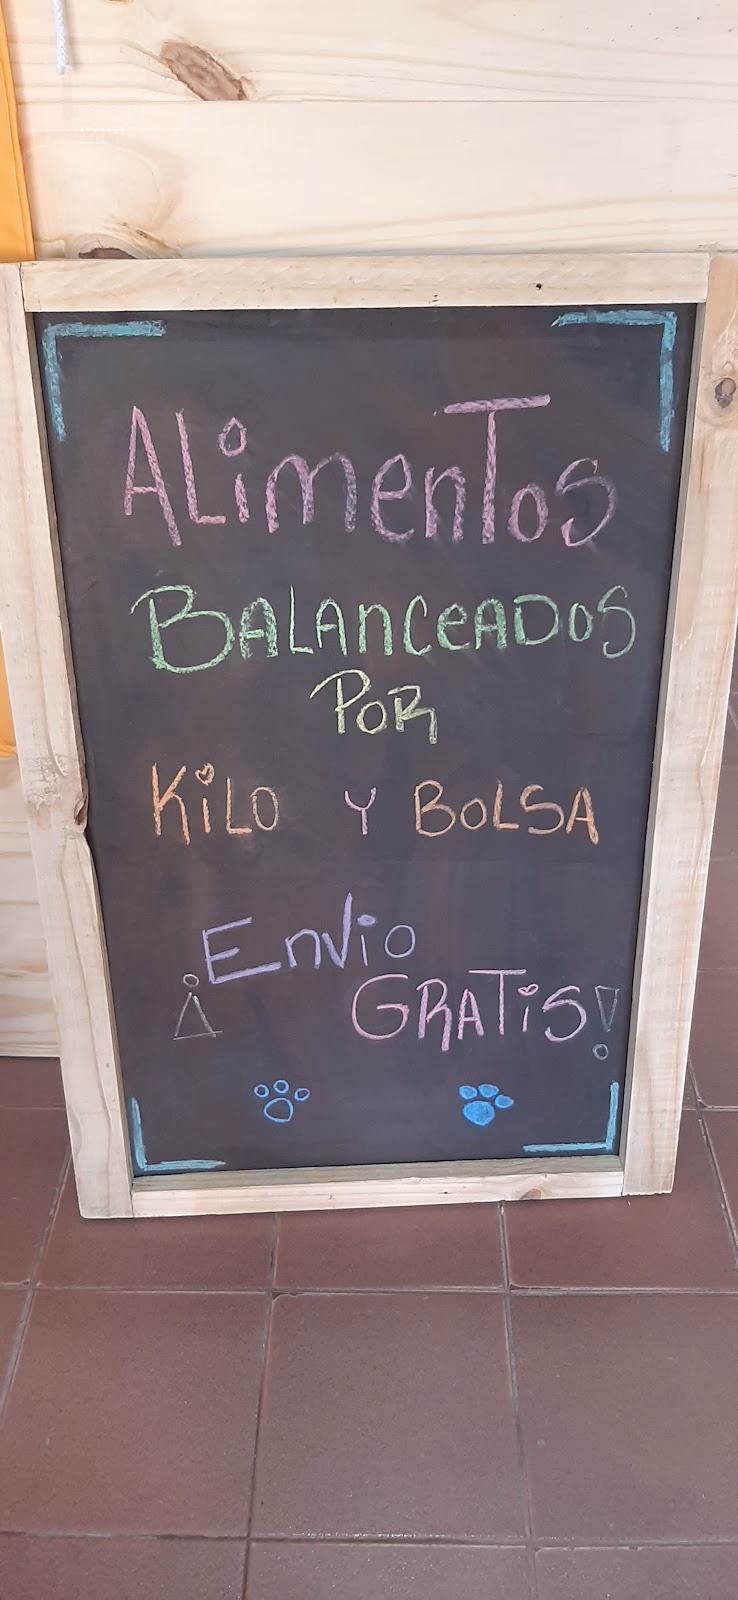 ALimenTos
BALAnCeADOS
POR
KiLO Y BOLSA
¡Envio
GRATiS!